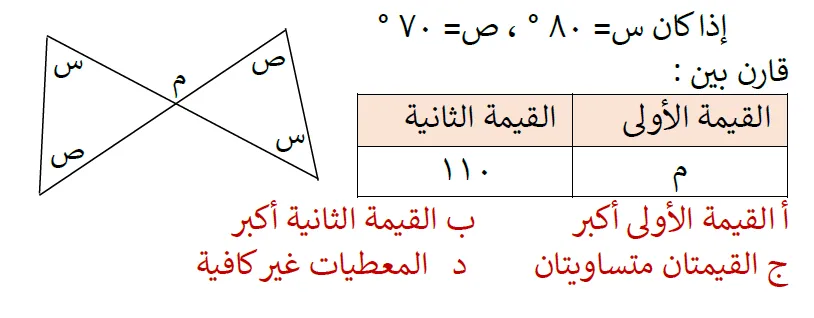 إذا كان س= ٨٠ ° ، ص= ٧٠ °
قارن بين :
القيمة الأولى القيمة الثانية
م ١١٠
أ القيمة الأولى أكبر ب القيمة الثانية أكبر
ج القيمتان متساويتان د المعطيات غير كافية
س م ص
ص س